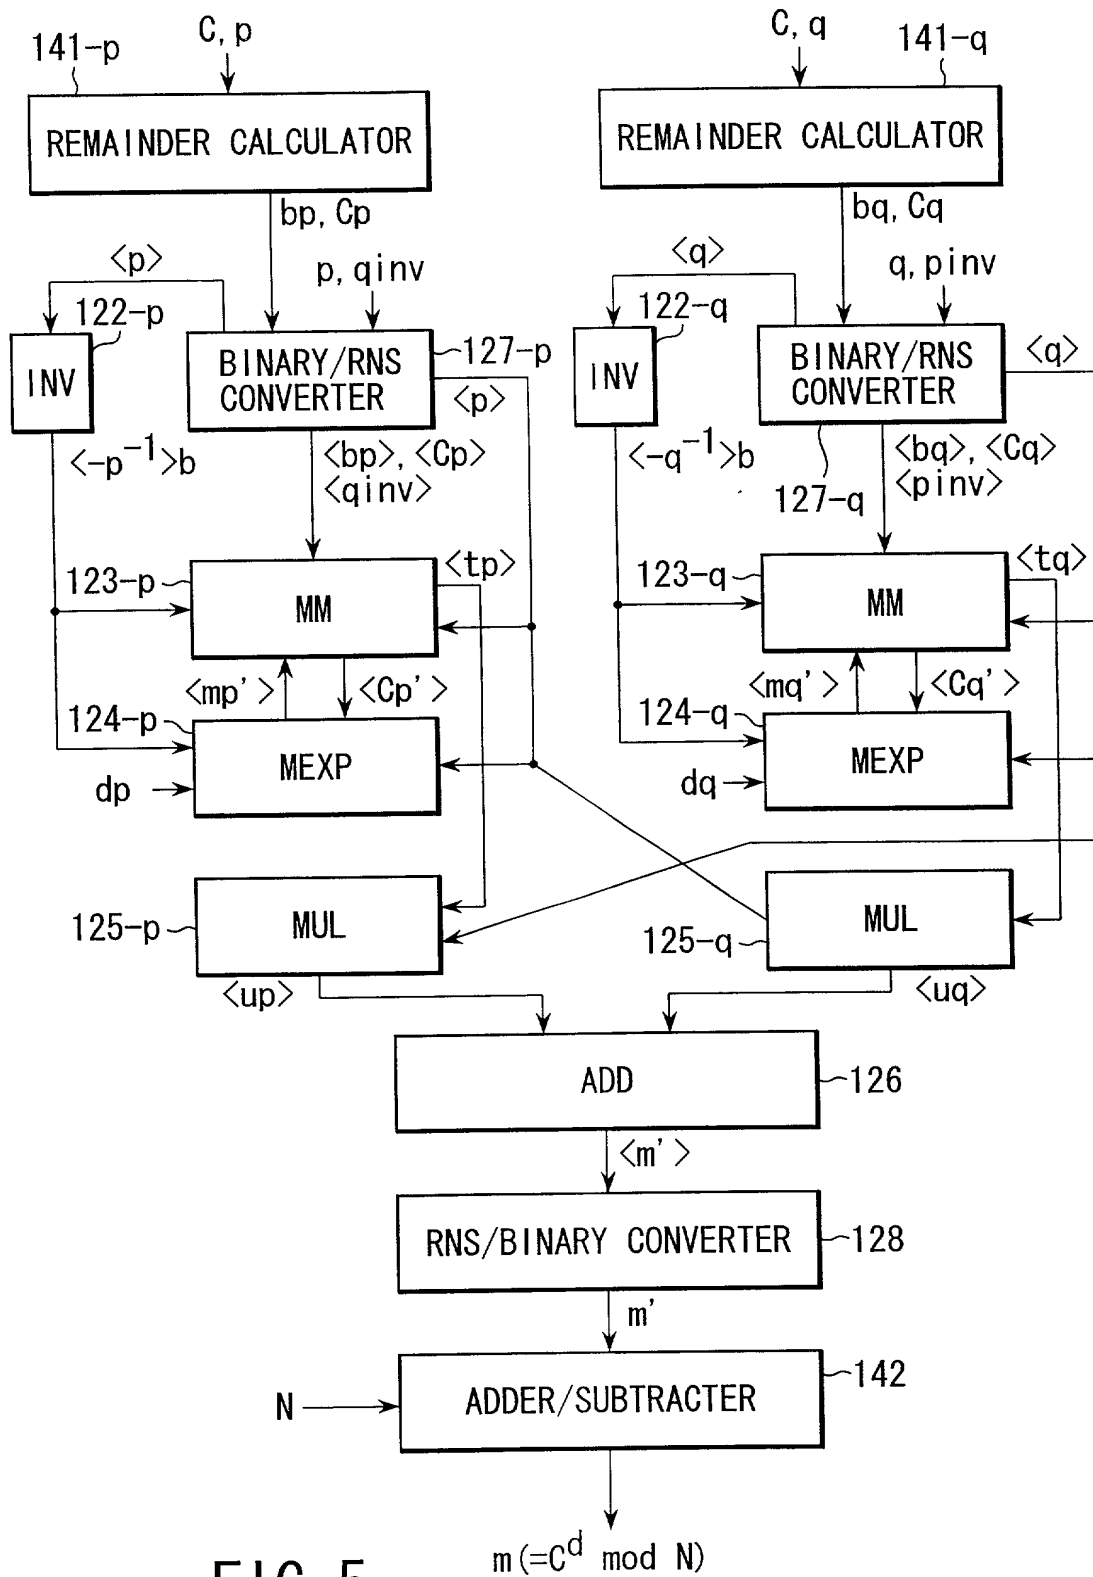 C, p
141-p
REMAINDER CALCULATOR
bp, Cp
<p>
p, qinv
122-p
INV
BINARY/RNS
CONVERTER
127-p
<p>
<-p⁻¹>b
<bp>, <Cp>
<qinv>
123-p
<tp>
MM
<mp'>
<Cp'>
124-p
MEXP
dp
125-p
MUL
<up>
C, q
141-q
REMAINDER CALCULATOR
bq, Cq
<q>
q, pinv
122-q
INV
BINARY/RNS
CONVERTER
<q>
<-q⁻¹>b
<bq>, <Cq>
<pinv>
127-q
123-q
<tq>
MM
<mq'>
<Cq'>
124-q
MEXP
dq
MUL
125-q
<uq>
ADD
126
<m'>
RNS/BINARY CONVERTER
128
m'
N
ADDER/SUBTRACTER
142
m(=Cᵈ mod N)